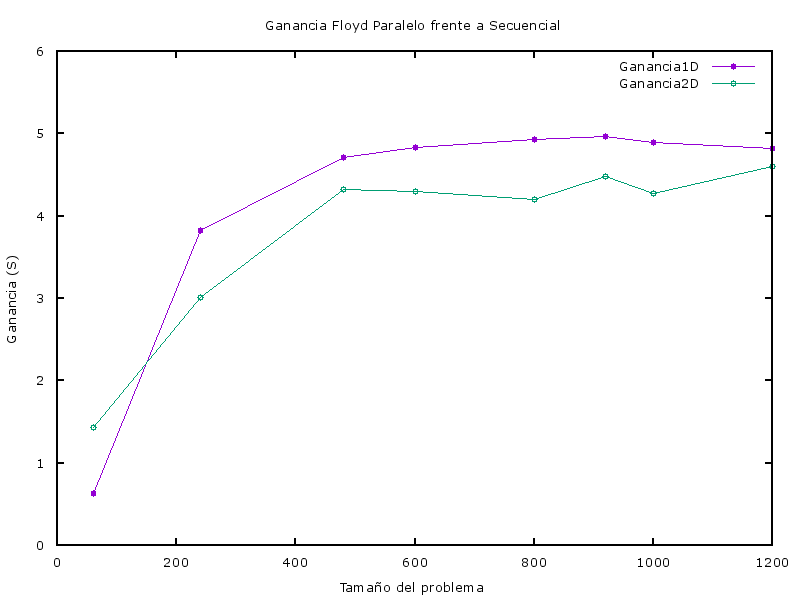 Ganancia Floyd Paralelo frente a Secuencial
Ganancia1D
Ganancia2D
6
5
4
3
2
1
0
Ganancia (S)
0 200 400 600 800 1000 1200
Tamaño del problema